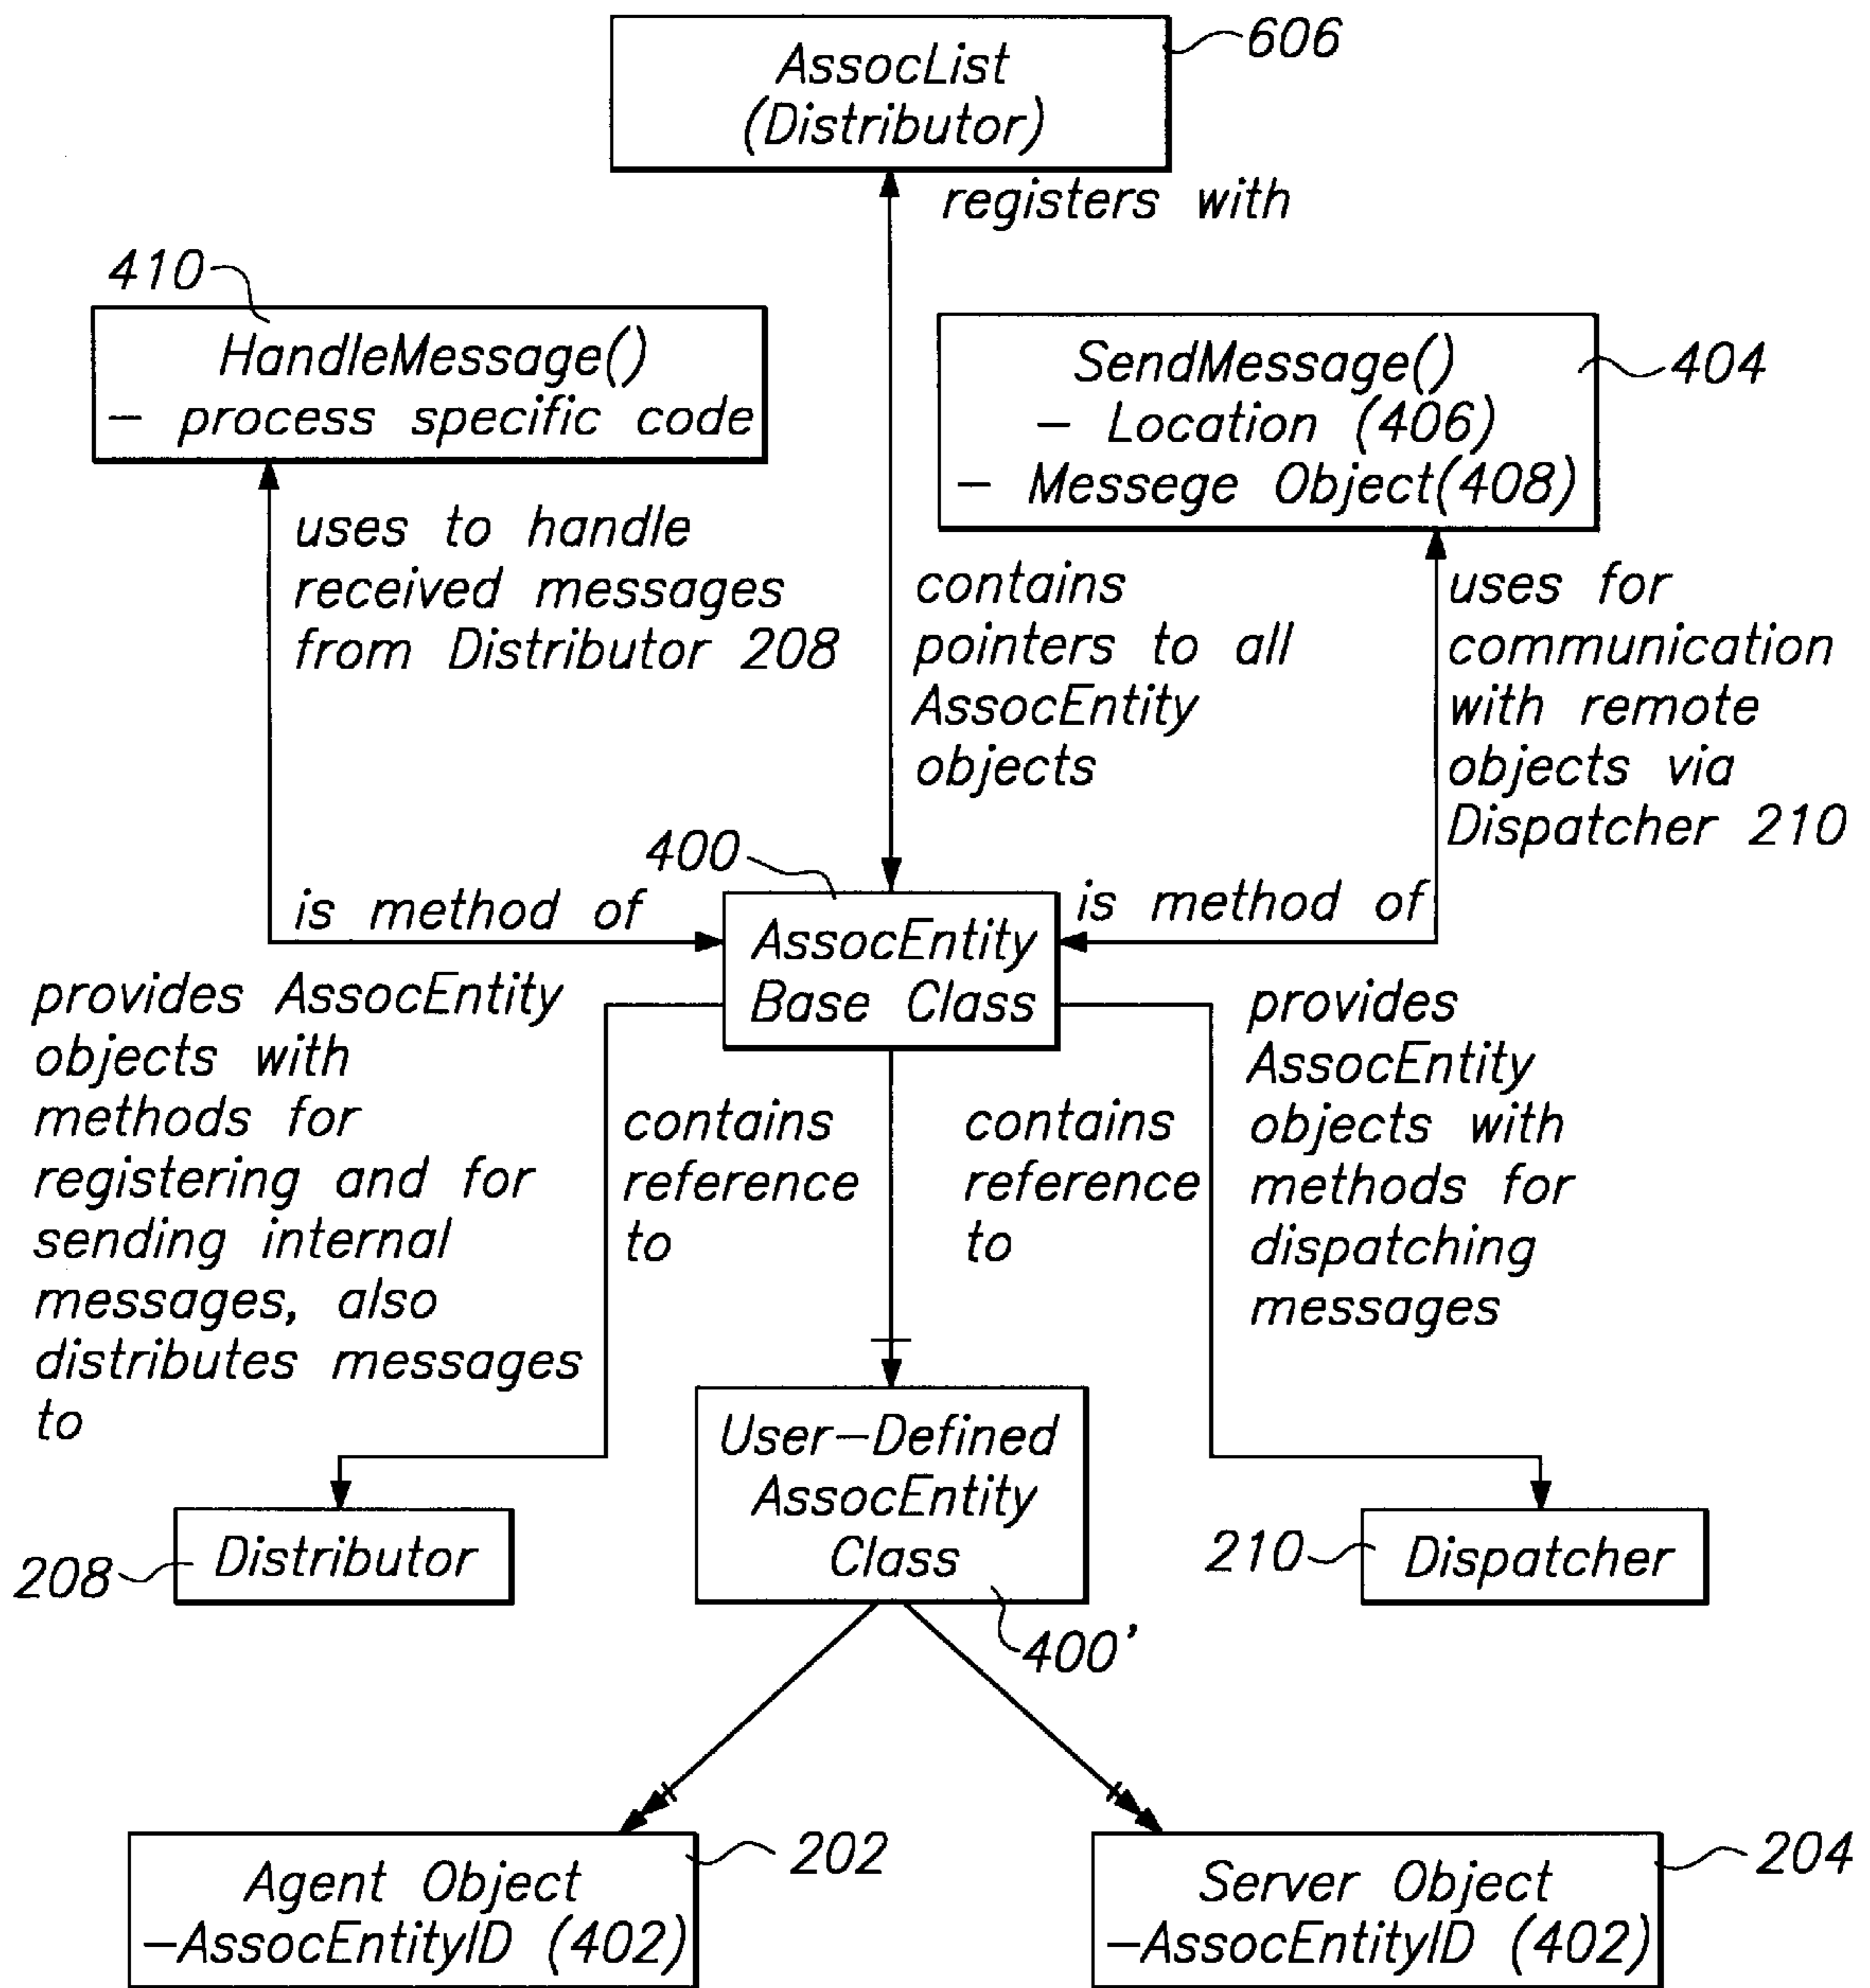 AssocList
(Distributor)
606
registers with
410
HandleMessage()
- process specific code
SendMessage()
- Location (406)
- Messege Object(408)
404
uses to handle
received messages
from Distributor 208
contains
pointers to all
AssocEntity
objects
uses for
communication
with remote
objects via
Dispatcher 210
400
is method of
AssocEntity
Base Class
is method of
provides AssocEntity
objects with
methods for
registering and for
sending internal
messages, also
distributes messages
to
contains
reference
to
contains
reference
to
provides
AssocEntity
objects with
methods for
dispatching
messages
208
Distributor
User-Defined
AssocEntity
Class
400'
210
Dispatcher
Agent Object
-AssocEntityID (402)
202
Server Object
-AssocEntityID (402)
204